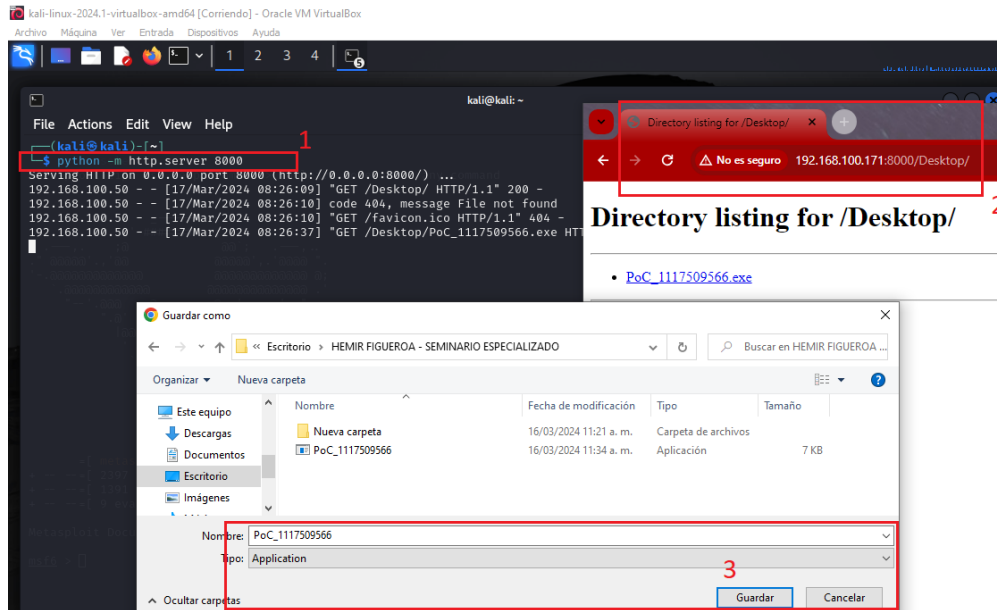 kali-linux-2024.1-virtualbox-amd64 [Corriendo] - Oracle VM VirtualBox
Archivo Máquina Ver Entrada Dispositivos Ayuda
1 2 3 4 6
kali@kali: ~
File Actions Edit View Help
1
(kali㉿kali)-[~]
$ python -m http.server 8000
Serving HTTP on 0.0.0.0 port 8000 (http://0.0.0.0:8000/) ...
192.168.100.50 - - [17/Mar/2024 08:26:09] "GET /Desktop/ HTTP/1.1" 200 -
192.168.100.50 - - [17/Mar/2024 08:26:10] code 404, message File not found
192.168.100.50 - - [17/Mar/2024 08:26:10] "GET /favicon.ico HTTP/1.1" 404 -
192.168.100.50 - - [17/Mar/2024 08:26:37] "GET /Desktop/PoC_1117509566.exe HTT
Directory listing for /Desktop/
No es seguro 192.168.100.171:8000/Desktop/
2
Directory listing for /Desktop/
PoC_1117509566.exe
Guardar como
« Escritorio › HEMIR FIGUEROA - SEMINARIO ESPECIALIZADO
Buscar en HEMIR FIGUEROA ...
Organizar Nueva carpeta
Este equipo
Descargas
Documentos
Escritorio
Imágenes
Nombre Fecha de modificación Tipo Tamaño
Nueva carpeta 16/03/2024 11:21 a. m. Carpeta de archivos
PoC_1117509566 16/03/2024 11:34 a. m. Aplicación 7 KB
Nombre: PoC_1117509566
Tipo: Application
3
Ocultar carpetas
Guardar Cancelar